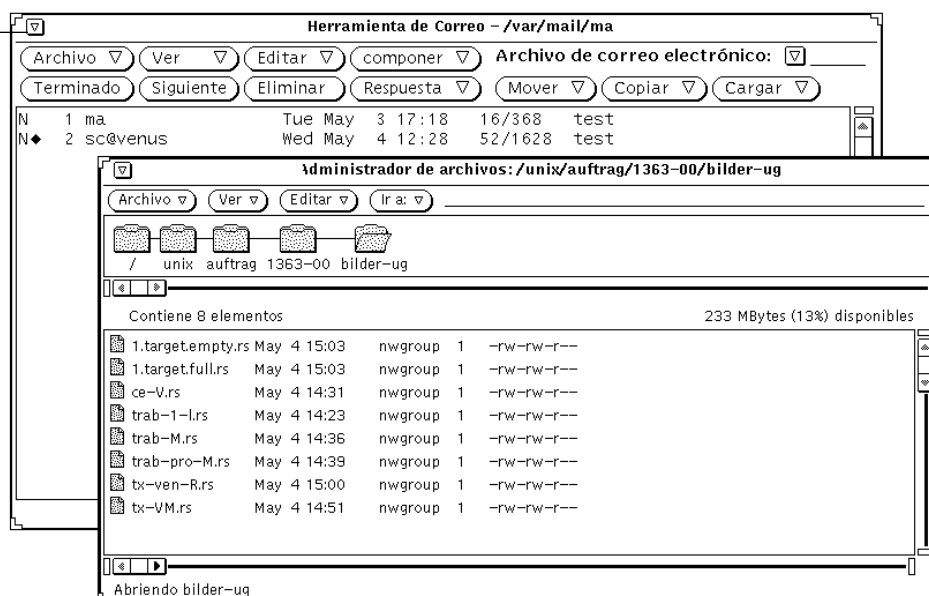 Herramienta de Correo – /var/mail/ma
Archivo Ver Editar componer Archivo de correo electrónico:
Terminado Siguiente Eliminar Respuesta Mover Copiar Cargar
N 1 ma Tue May 3 17:18 16/368 test
N◆ 2 sc@venus Wed May 4 12:28 52/1628 test
Administrador de archivos: /unix/auftrag/1363–00/bilder–ug
Archivo Ver Editar Ir a:
/ unix auftrag 1363–00 bilder–ug
Contiene 8 elementos 233 MBytes (13%) disponibles
1.target.empty.rs May 4 15:03 nwgroup 1 –rw–rw–r––
1.target.full.rs May 4 15:03 nwgroup 1 –rw–rw–r––
ce–V.rs May 4 14:31 nwgroup 1 –rw–rw–r––
trab–1–l.rs May 4 14:23 nwgroup 1 –rw–rw–r––
trab–M.rs May 4 14:36 nwgroup 1 –rw–rw–r––
trab–pro–M.rs May 4 14:39 nwgroup 1 –rw–rw–r––
tx–ven–R.rs May 4 15:00 nwgroup 1 –rw–rw–r––
tx–VM.rs May 4 14:51 nwgroup 1 –rw–rw–r––
Abriendo bilder–ug